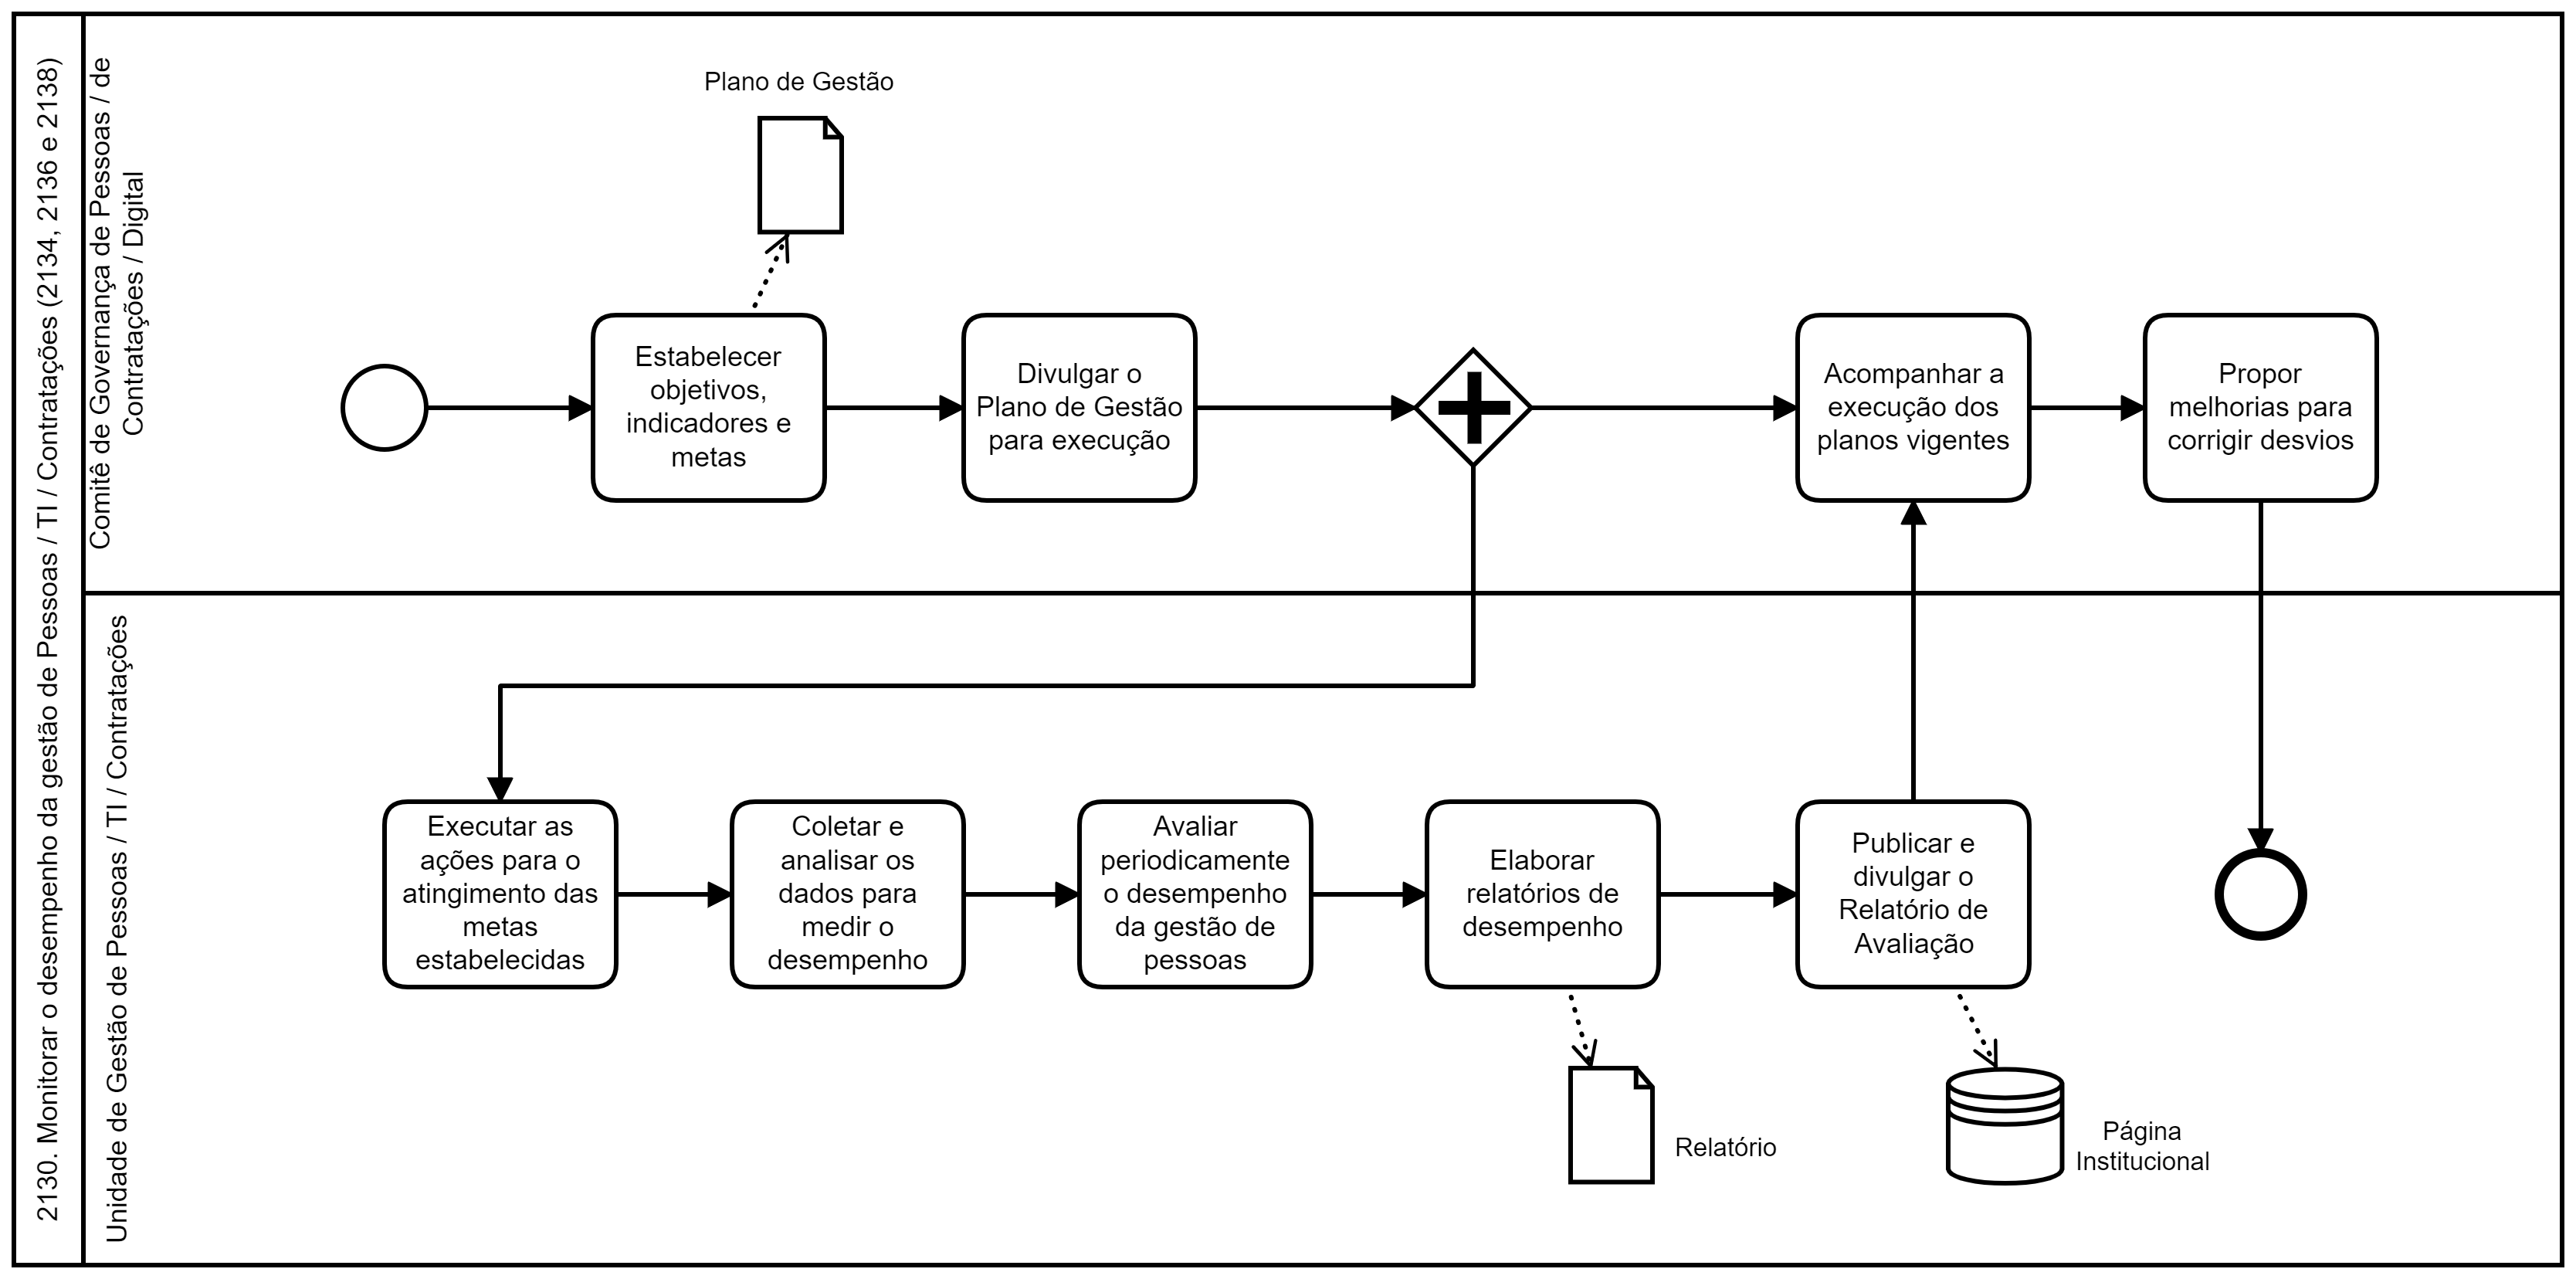 2130. Monitorar o desempenho da gestão de Pessoas / TI / Contratações (2134, 2136 e 2138)
Comitê de Governança de Pessoas / de
Contratações / Digital
Plano de Gestão
Estabelecer
objetivos,
indicadores e
metas
Divulgar o
Plano de Gestão
para execução
Acompanhar a
execução dos
planos vigentes
Propor
melhorias para
corrigir desvios
Unidade de Gestão de Pessoas / TI / Contratações
Executar as
ações para o
atingimento das
metas
estabelecidas
Coletar e
analisar os
dados para
medir o
desempenho
Avaliar
periodicamente
o desempenho
da gestão de
pessoas
Elaborar
relatórios de
desempenho
Publicar e
divulgar o
Relatório de
Avaliação
Relatório
Página
Institucional